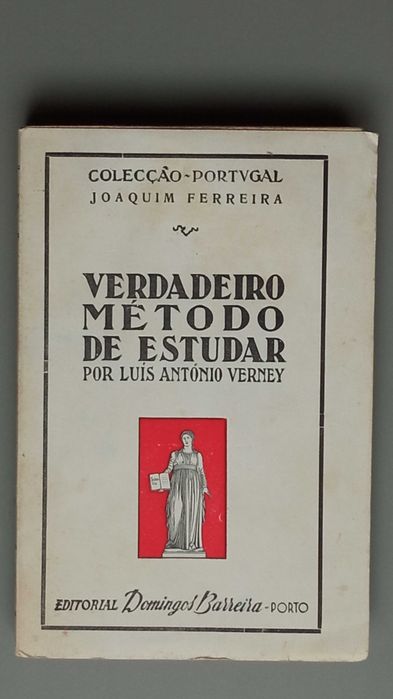 COLECÇÃO-PORTVGAL
JOAQUIM FERREIRA
VERDADEIRO
MÉTODO
DE ESTUDAR
POR LUÍS ANTÓNIO VERNEY
EDITORIAL Domingos Barreira-PORTO